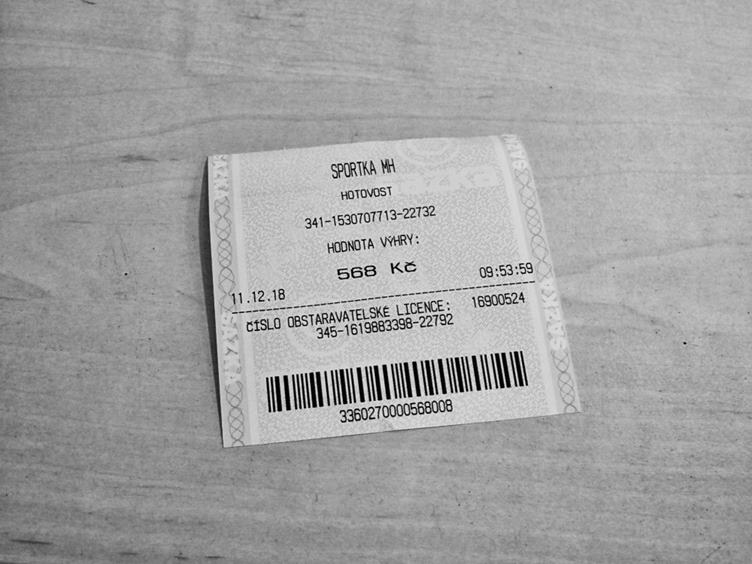 SPORTKA MH
HOTOVOST
341-1530707713-22732
HODNOTA VÝHRY:
568 Kč
11.12.18 09:53:59
ČÍSLO OBSTARAVATELSKÉ LICENCE: 16900524
345-1619883398-22792
3360270000568008